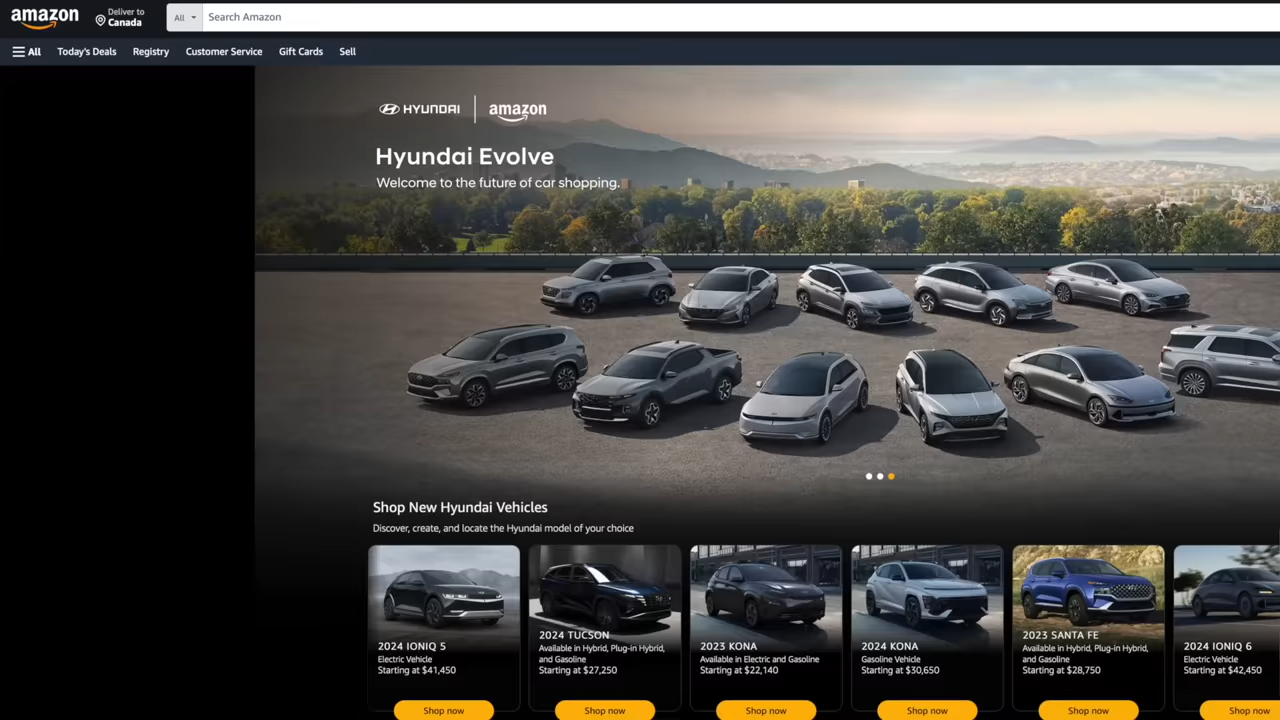 amazon
Deliver to
Canada
All
Search Amazon
All
Today's Deals
Registry
Customer Service
Gift Cards
Sell
HYUNDAI
amazon
Hyundai Evolve
Welcome to the future of car shopping.
Shop New Hyundai Vehicles
Discover, create, and locate the Hyundai model of your choice
2024 IONIQ 5
Electric Vehicle
Starting at $41,450
Shop now
2024 TUCSON
Available in Hybrid, Plug-in Hybrid,
and Gasoline
Starting at $27,250
Shop now
2023 KONA
Available in Electric and Gasoline
Starting at $22,140
Shop now
2024 KONA
Gasoline Vehicle
Starting at $30,650
Shop now
2023 SANTA FE
Available in Hybrid, Plug-in Hybrid,
and Gasoline
Starting at $28,750
Shop now
2024 IONIQ 6
Electric Vehicle
Starting at $42,450
Shop now